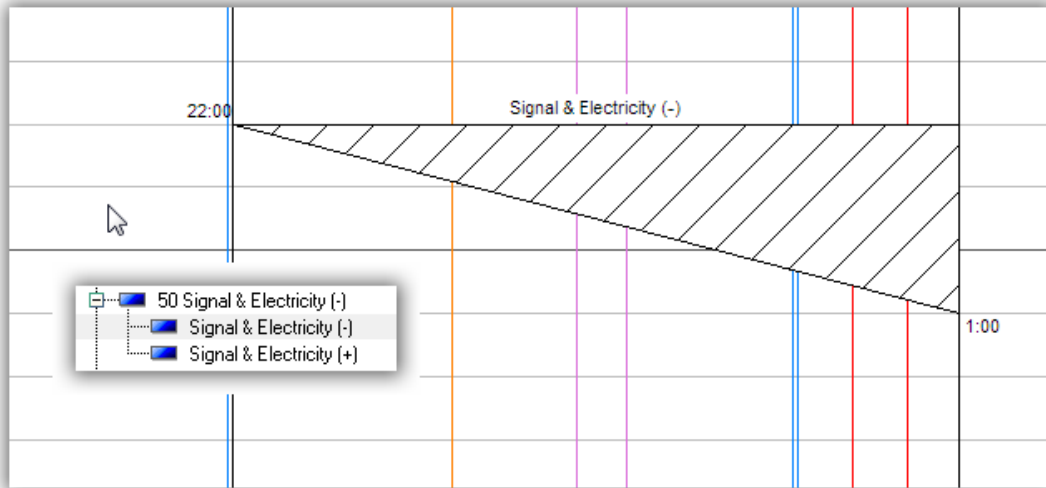 Signal & Electricity (-)
22:00
1:00
50 Signal & Electricity (-)
Signal & Electricity (-)
Signal & Electricity (+)